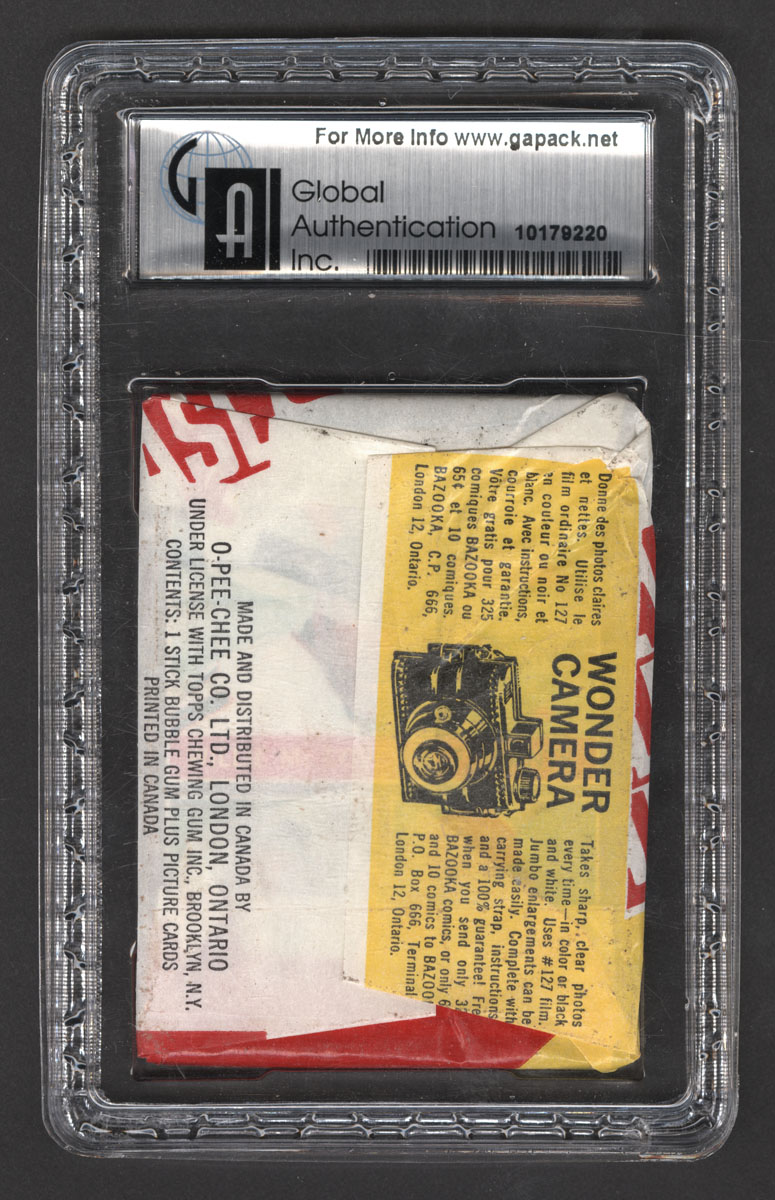 For More Info www.gapack.net
GA
Global
Authentication
Inc.
10179220
Donne des photos claires
et nettes. Utilise le
film ordinaire No 127
en couleur ou noir et
blanc. Avec instructions,
courroie et garantie.
Vôtre gratis pour 325
comiques BAZOOKA ou
65¢ et 10 comiques.
BAZOOKA, C.P. 666,
London 12, Ontario.
WONDER
CAMERA
Takes sharp, clear photos
every time—in color or black
and white. Uses #127 film.
Jumbo enlargements can be
made easily. Complete with
carrying strap, instructions
and a 100% guarantee! Fre
when you send only 32
BAZOOKA comics, or only 6
and 10 comics to BAZOO
P.O. Box 666, Terminal
London 12, Ontario.
MADE AND DISTRIBUTED IN CANADA BY
O-PEE-CHEE CO. LTD., LONDON, ONTARIO
UNDER LICENSE WITH TOPPS CHEWING GUM INC., BROOKLYN, N.Y.
CONTENTS: 1 STICK BUBBLE GUM PLUS PICTURE CARDS
PRINTED IN CANADA